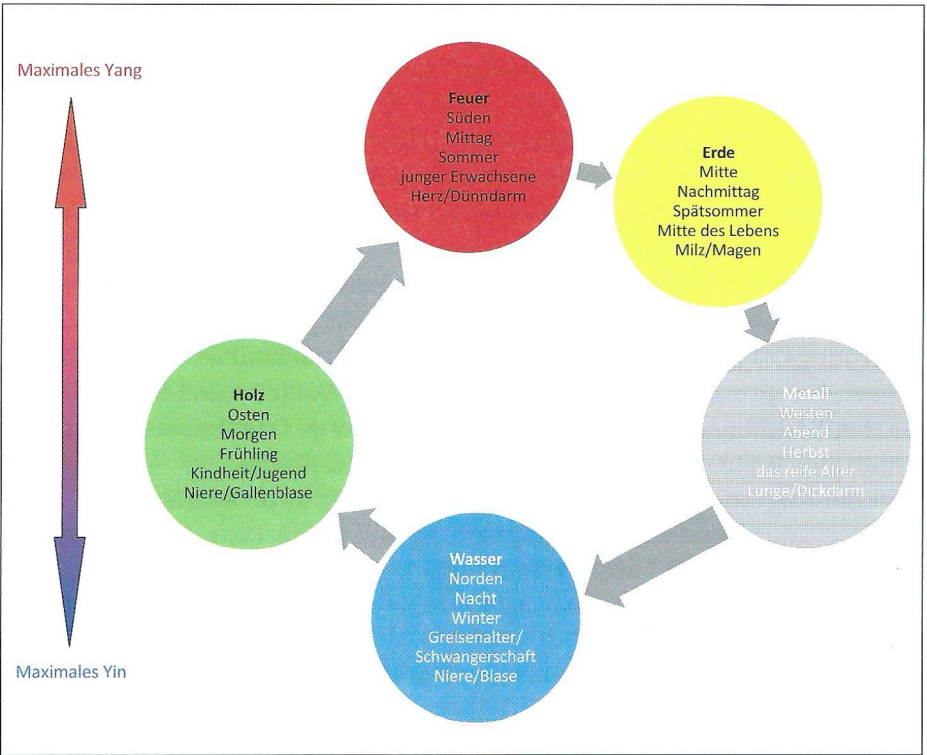 Maximales Yang
Feuer
Süden
Mittag
Sommer
junger Erwachsene
Herz/Dünndarm
Erde
Mitte
Nachmittag
Spätsommer
Mitte des Lebens
Milz/Magen
Metall
Westen
Abend
Herbst
das reife Alter
Lunge/Dickdarm
Wasser
Norden
Nacht
Winter
Greisenalter/
Schwangerschaft
Niere/Blase
Holz
Osten
Morgen
Frühling
Kindheit/Jugend
Niere/Gallenblase
Maximales Yin